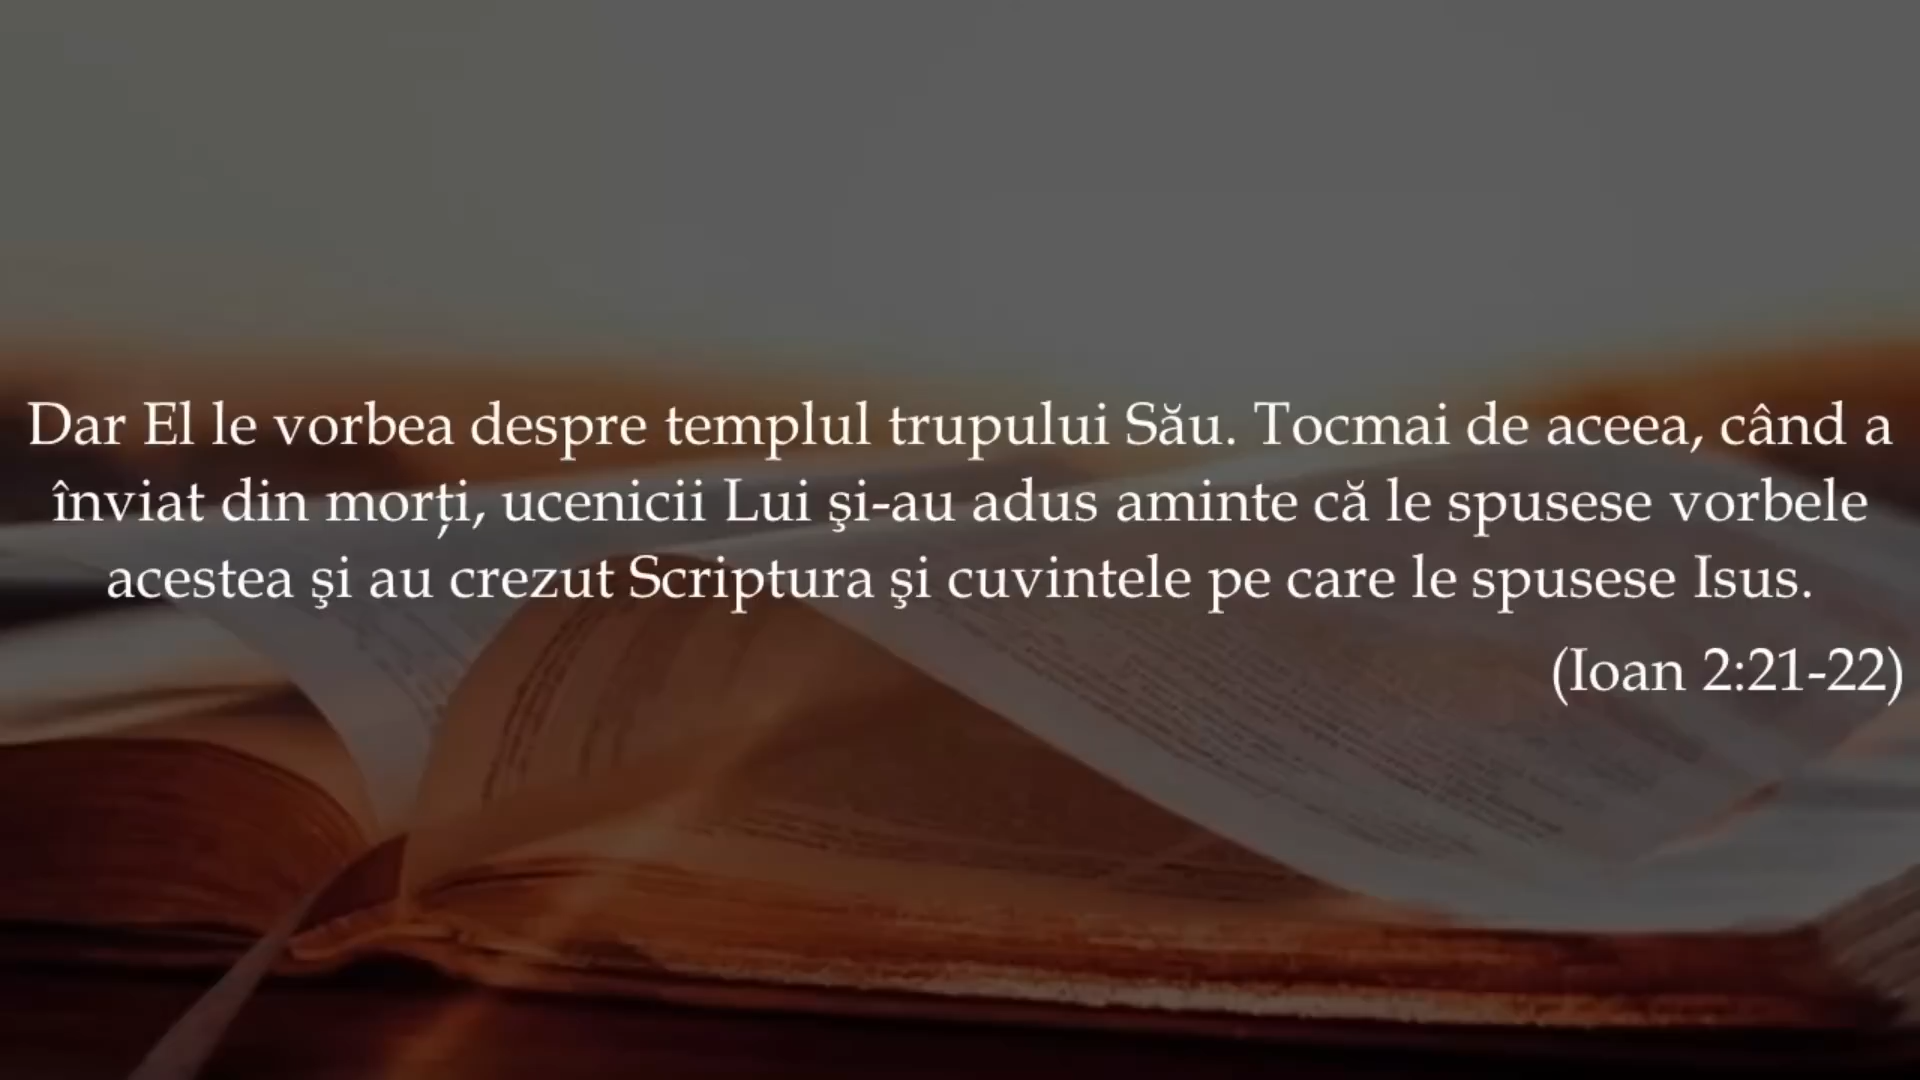 Dar El le vorbea despre templul trupului Său. Tocmai de aceea, când a
înviat din morți, ucenicii Lui şi-au adus aminte că le spusese vorbele
acestea şi au crezut Scriptura şi cuvintele pe care le spusese Isus.
(Ioan 2:21-22)